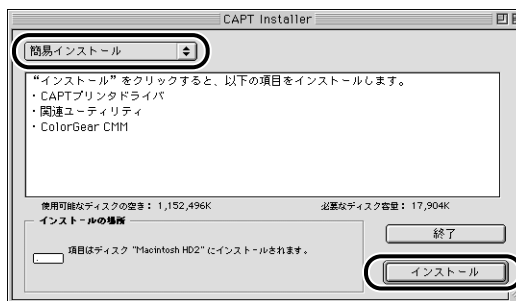 CAPT Installer
簡易インストール
“インストール”をクリックすると、以下の項目をインストールします。
・CAPTプリンタドライバ
・関連ユーティリティ
・ColorGear CMM
使用可能なディスクの空き： 1,152,496K 必要なディスク容量： 17,904K
インストールの場所
項目はディスク “Macintosh HD2” にインストールされます。
終了
インストール